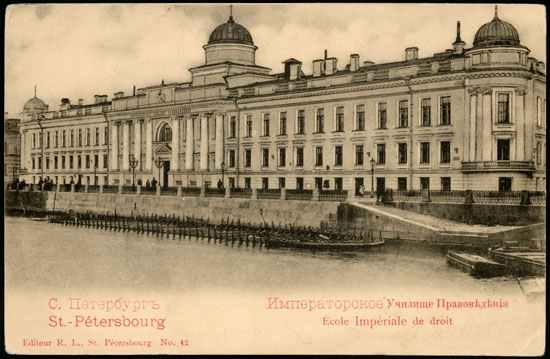 С. Петербургъ
St.-Pétersbourg
Императорское Училище Правовѣдѣнія
École Impériale de droit
Editeur R. L., St. Pétersbourg No. 42